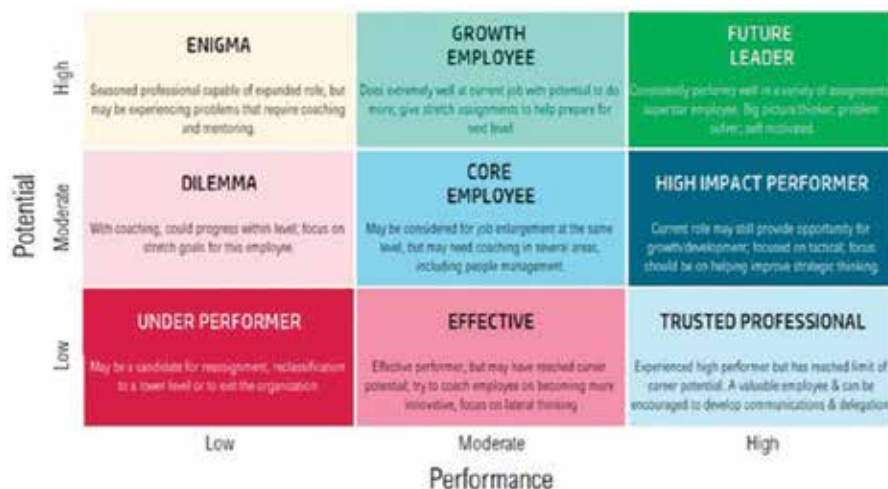 ENIGMA
Seasoned professional capable of expanded role, but
may be experiencing problems that require coaching
and mentoring.
GROWTH
EMPLOYEE
Does extremely well at current job with potential to do
more; give stretch assignments to help prepare for
next level.
FUTURE
LEADER
Consistently performs well in a variety of assignments;
superstar employee. Big picture thinker; problem
solver; self motivated.
High
DILEMMA
With coaching, could progress within level; focus on
stretch goals for this employee.
CORE
EMPLOYEE
May be considered for job enlargement at the same
level, but may need coaching in several areas,
including people management.
HIGH IMPACT PERFORMER
Current role may still provide opportunity for
growth/development; focused on tactical; focus
should be on helping improve strategic thinking.
Moderate
Potential
UNDER PERFORMER
May be a candidate for reassignment, reclassification
to a lower level or to exit the organization
EFFECTIVE
Effective performer, but may have reached career
potential; try to coach employee on becoming more
innovative, focus on lateral thinking.
TRUSTED PROFESSIONAL
Experienced high performer but has reached limit of
career potential. A valuable employee & can be
encouraged to develop communications & delegation
Low
Low
Moderate
High
Performance